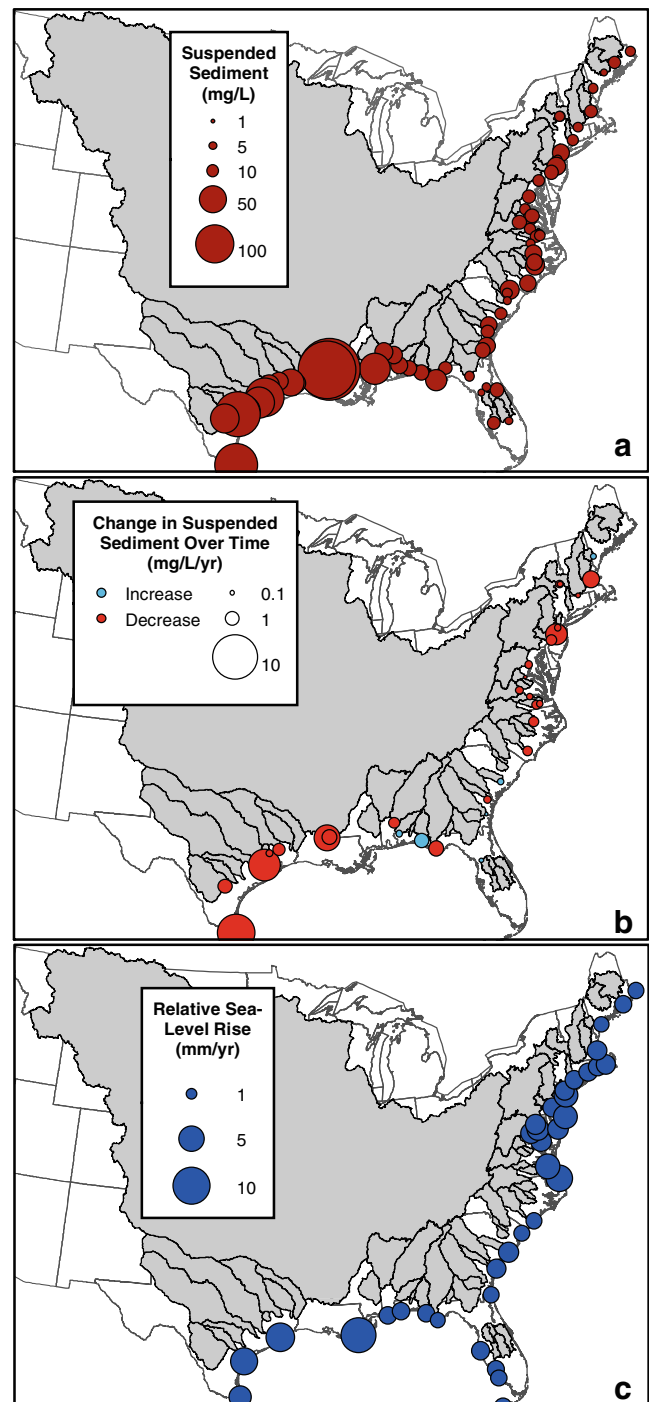 Suspended
Sediment
(mg/L)
1
5
10
50
100
a
Change in Suspended
Sediment Over Time
(mg/L/yr)
Increase
Decrease
0.1
1
10
b
Relative Sea-
Level Rise
(mm/yr)
1
5
10
c